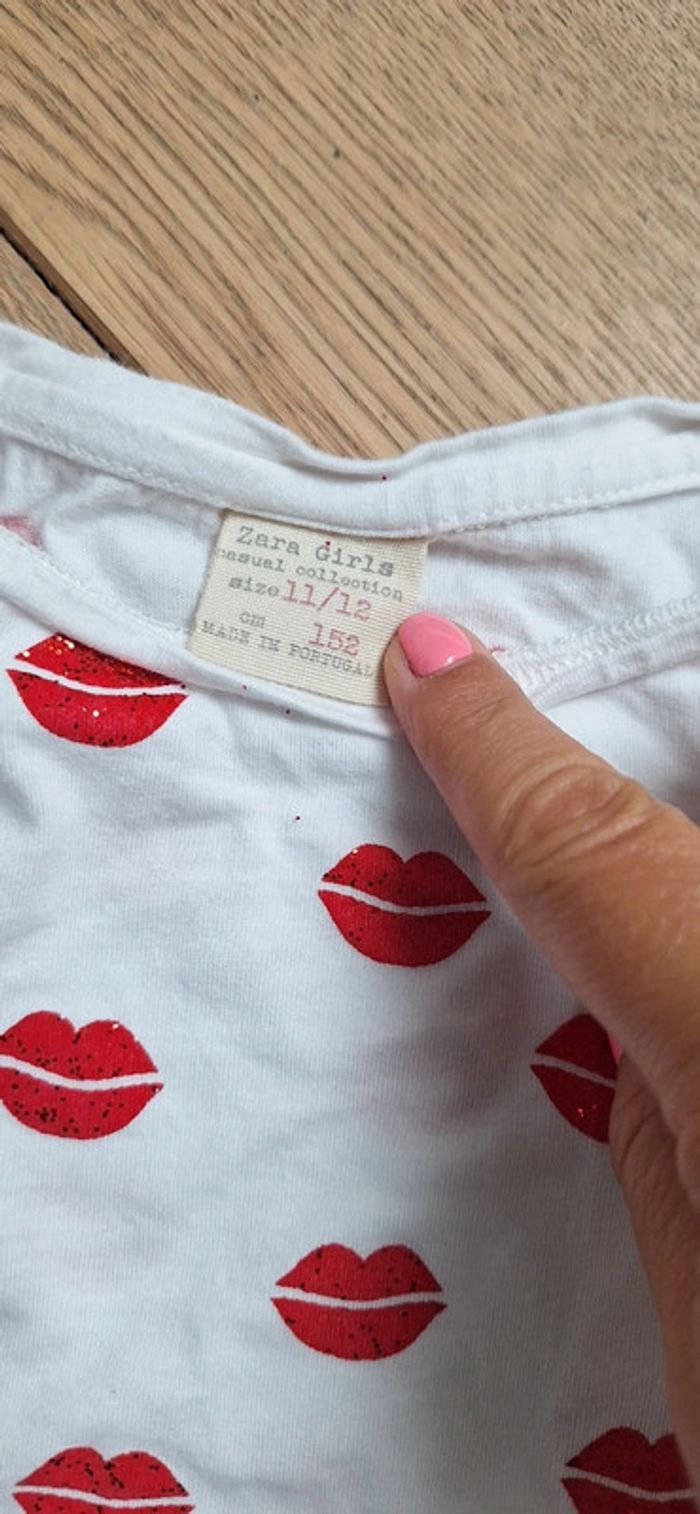 Zara Girls
casual collection
size 11/12
cm 152
MADE IN PORTUGAL